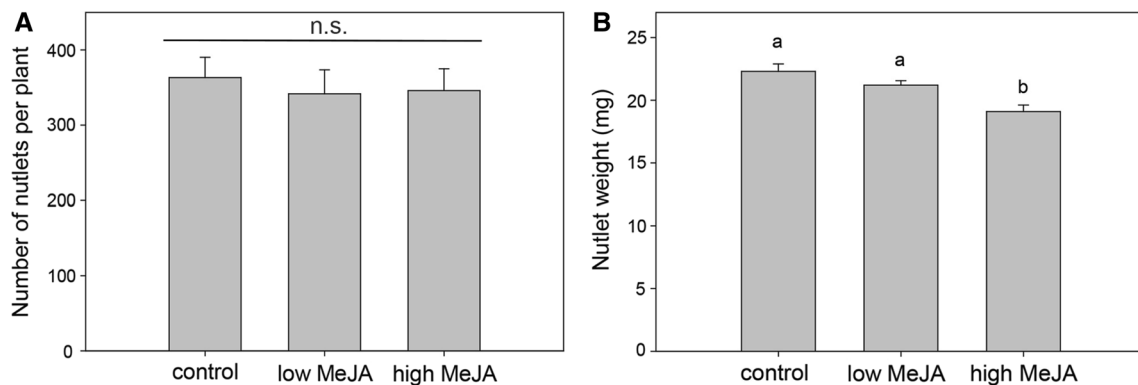 A
n.s.
Number of nutlets per plant
400
300
200
100
0
control low MeJA high MeJA
B
a
a
b
Nutlet weight (mg)
25
20
15
10
5
0
control low MeJA high MeJA